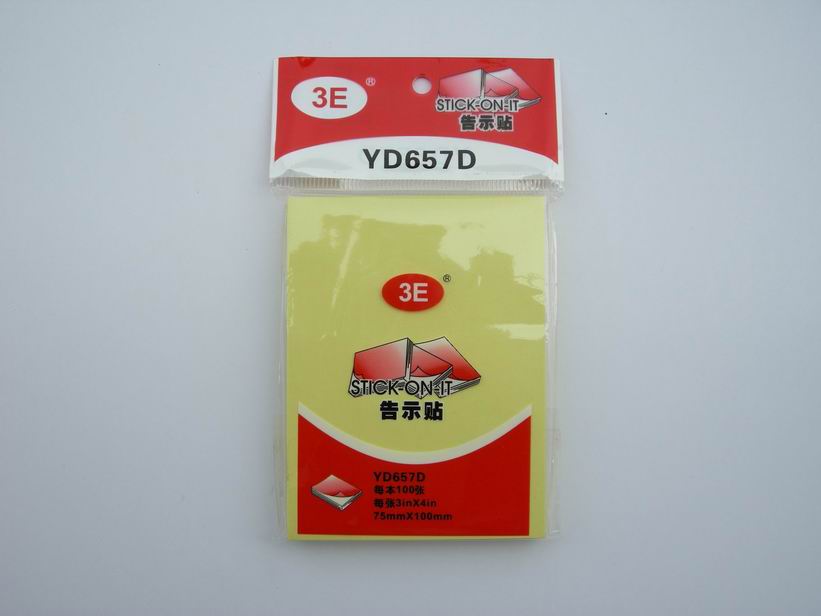 3E ®
STICK-ON-IT
告示贴
YD657D
3E ®
STICK-ON-IT
告示贴
YD657D
每本100张
每张3inX4in
75mmX100mm